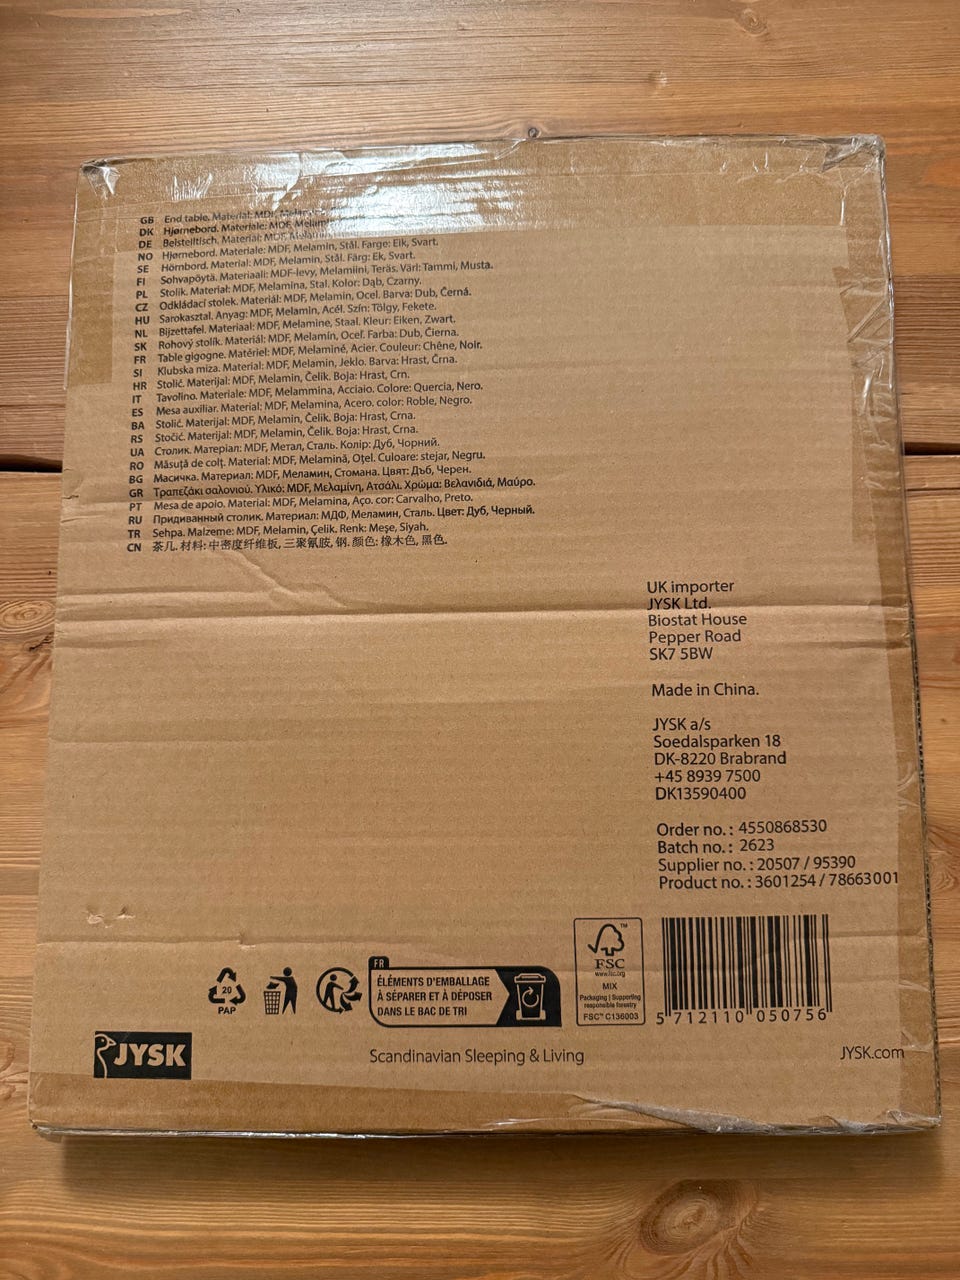 GB End table. Material: MDF, Melamin
DK Hjørnebord. Materiale: MDF, Melamin
DE Beistelltisch. Material: MDF, Melamin
NO Hjørnebord. Materiale: MDF, Melamin, Stål. Farge: Eik, Svart.
SE Hörnbord. Material: MDF, Melamin, Stål. Färg: Ek, Svart.
FI Sohvapöytä. Materiaali: MDF-levy, Melamiini, Teräs. Väri: Tammi, Musta.
PL Stolik. Materiał: MDF, Melamina, Stal. Kolor: Dąb, Czarny.
CZ Odkládací stolek. Materiál: MDF, Melamin, Ocel. Barva: Dub, Černá.
HU Sarokasztal. Anyag: MDF, Melamin, Acél. Szín: Tölgy, Fekete.
NL Bijzettafel. Materiaal: MDF, Melamine, Staal. Kleur: Eiken, Zwart.
SK Rohový stolík. Materiál: MDF, Melamín, Oceľ. Farba: Dub, Čierna.
FR Table gigogne. Matériel: MDF, Melaminé, Acier. Couleur: Chêne, Noir.
SI Klubska miza. Material: MDF, Melamin, Jeklo. Barva: Hrast, Črna.
HR Stolić. Materijal: MDF, Melamin, Čelik. Boja: Hrast, Crn.
IT Tavolino. Materiale: MDF, Melammina, Acciaio. Colore: Quercia, Nero.
ES Mesa auxiliar. Material: MDF, Melamina, Acero. color: Roble, Negro.
BA Stolić. Materijal: MDF, Melamin, Čelik. Boja: Hrast, Crna.
RS Stočić. Materijal: MDF, Melamin, Čelik. Boja: Hrast, Crna.
UA Столик. Матеріал: MDF, Метал, Сталь. Колір: Дуб, Чорний.
RO Măsuță de colț. Material: MDF, Melamină, Oțel. Culoare: stejar, Negru.
BG Масичка. Материал: MDF, Меламин, Стомана. Цвят: Дъб, Черен.
GR Τραπεζάκι σαλονιού. Υλικό: MDF, Μελαμίνη, Ατσάλι. Χρώμα: Βελανιδιά, Μαύρο.
PT Mesa de apoio. Material: MDF, Melamina, Aço. cor: Carvalho, Preto.
RU Придиванный столик. Материал: МДФ, Меламин, Сталь. Цвет: Дуб, Черный.
TR Sehpa. Malzeme: MDF, Melamin, Çelik. Renk: Meşe, Siyah.
CN 茶几. 材料: 中密度纤维板, 三聚氰胺, 钢. 颜色: 橡木色, 黑色.
UK importer
JYSK Ltd.
Biostat House
Pepper Road
SK7 5BW
Made in China.
JYSK a/s
Soedalsparken 18
DK-8220 Brabrand
+45 8939 7500
DK13590400
Order no.: 4550868530
Batch no.: 2623
Supplier no.: 20507 / 95390
Product no.: 3601254 / 78663001
20
PAP
FR
ÉLÉMENTS D'EMBALLAGE
À SÉPARER ET À DÉPOSER
DANS LE BAC DE TRI
FSC
www.fsc.org
MIX
Packaging | Supporting
responsible forestry
FSC™ C136003
5 712110 050756
JYSK
Scandinavian Sleeping & Living
JYSK.com